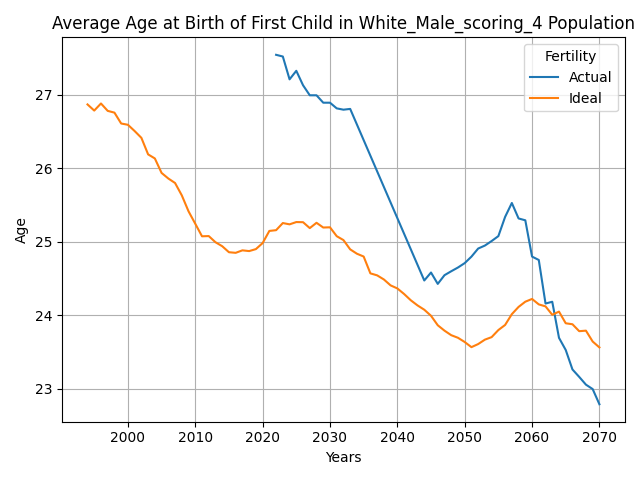 Average Age at Birth of First Child in White_Male_scoring_4 Population
Fertility
Actual
Ideal
27
26
25
24
23
Age
2000 2010 2020 2030 2040 2050 2060 2070
Years